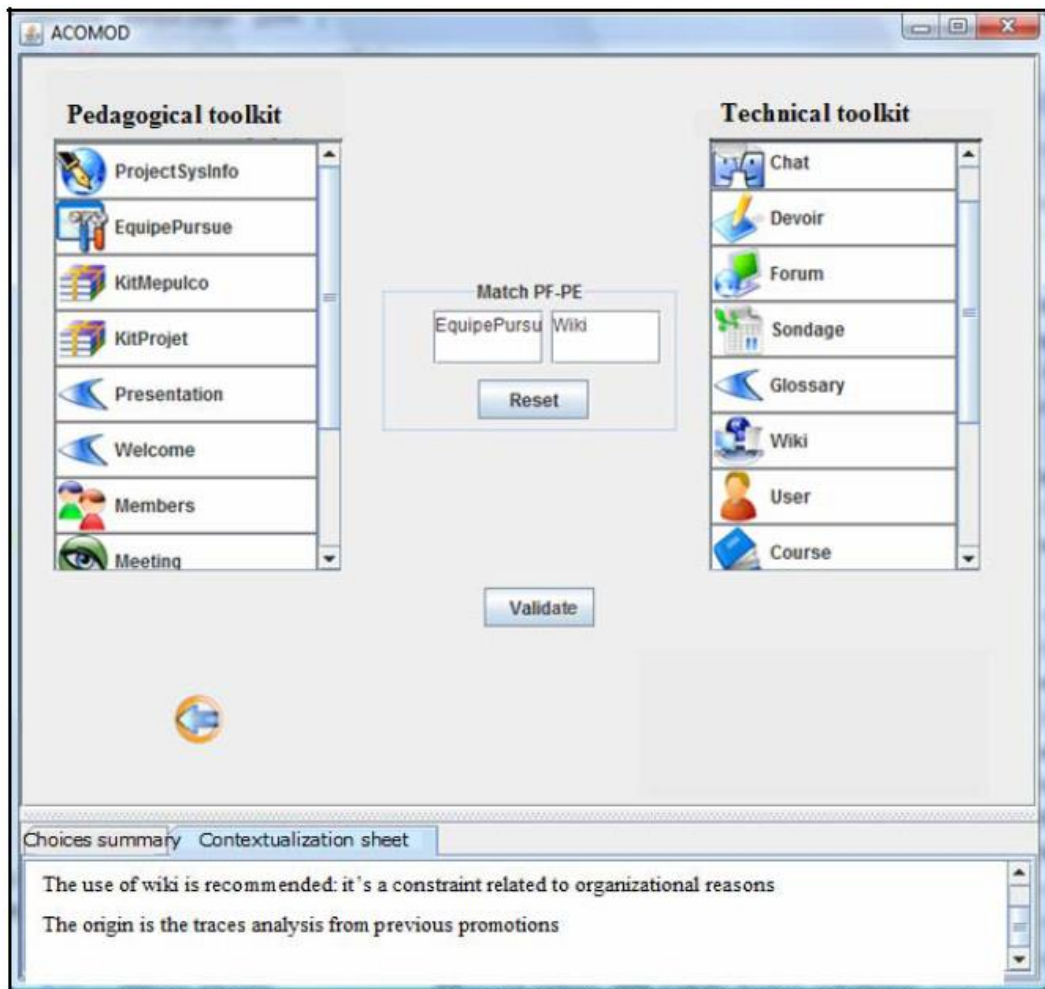 ACOMOD
Pedagogical toolkit
ProjectSysInfo
EquipePursue
KitMepulco
KitProjet
Presentation
Welcome
Members
Meeting
Match PF-PE
EquipePursu Wiki
Reset
Validate
Technical toolkit
Chat
Devoir
Forum
Sondage
Glossary
Wiki
User
Course
Choices summary Contextualization sheet
The use of wiki is recommended: it's a constraint related to organizational reasons
The origin is the traces analysis from previous promotions